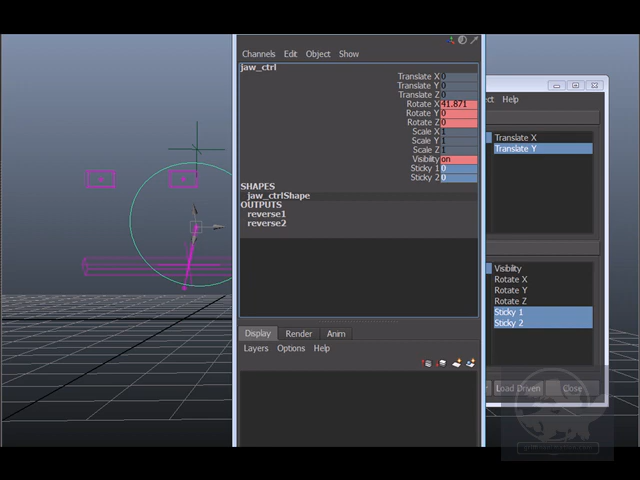 Channels Edit Object Show
jaw_ctrl
Translate X 0
Translate Y 0
Translate Z 0
Rotate X 41.871
Rotate Y 0
Rotate Z 0
Scale X 1
Scale Y 1
Scale Z 1
Visibility on
Sticky 1 0
Sticky 2 0
SHAPES
jaw_ctrlShape
OUTPUTS
reverse1
reverse2
Display Render Anim
Layers Options Help
Help
Translate X
Translate Y
Visibility
Rotate X
Rotate Y
Rotate Z
Sticky 1
Sticky 2
Load Driven Close